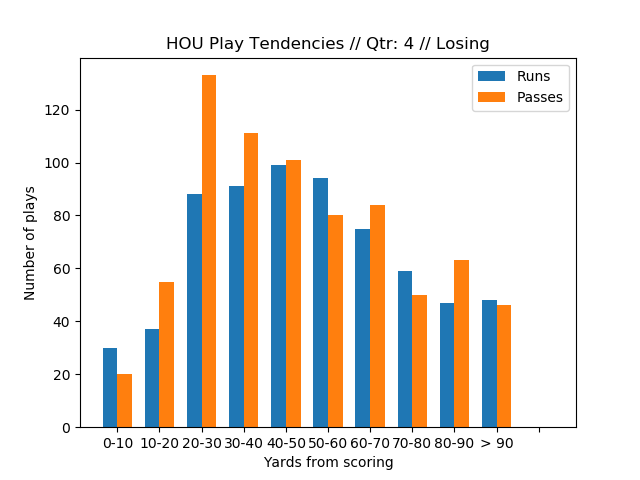 HOU Play Tendencies // Qtr: 4 // Losing
Runs
Passes
Number of plays
120
100
80
60
40
20
0
0-10 10-20 20-30 30-40 40-50 50-60 60-70 70-80 80-90 > 90
Yards from scoring